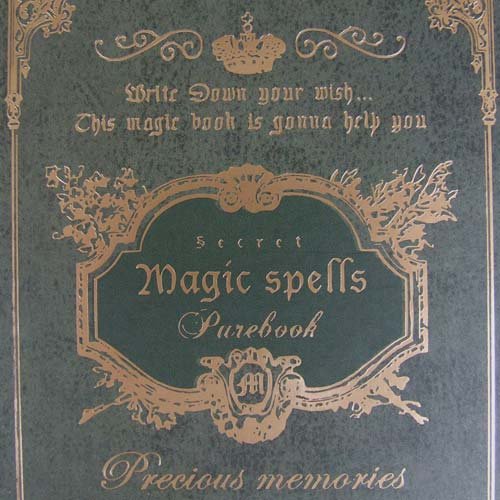 Write Down your wish...
This magic book is gonna help you
Secret
Magic spells
Purebook
M
Precious memories